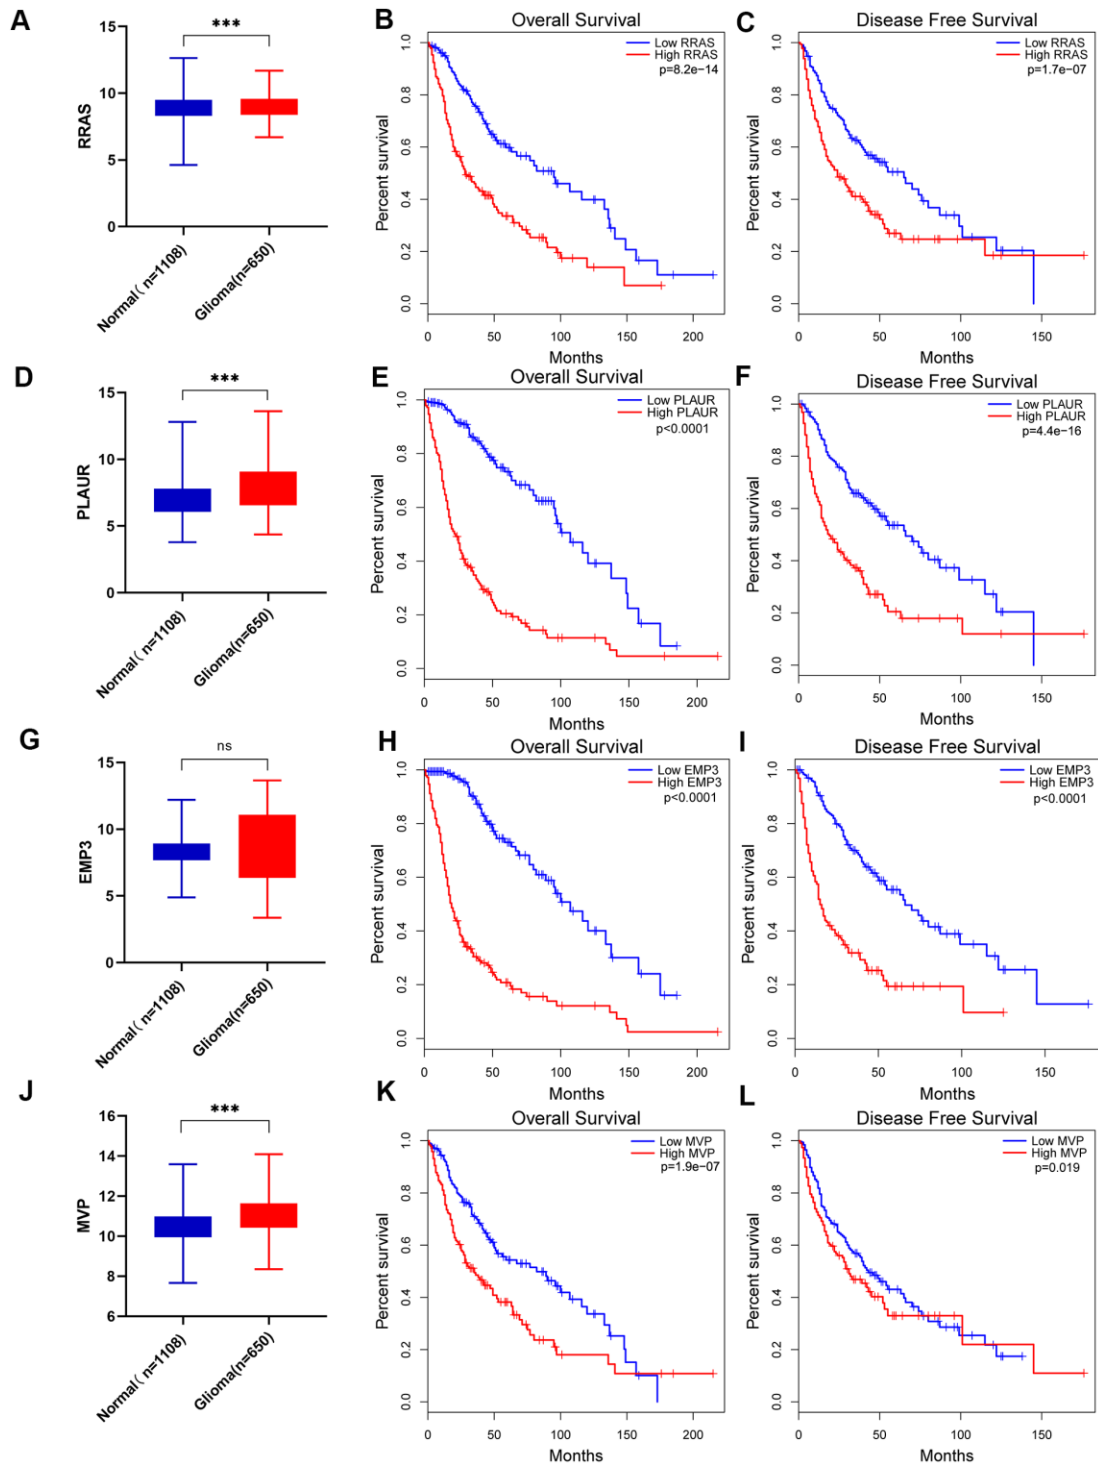 A
***
15
10
5
0
RRAS
Normal( n=1108)
Glioma(n=650)
B
Overall Survival
Low RRAS
High RRAS
p=8.2e−14
Percent survival
1.0
0.8
0.6
0.4
0.2
0.0
0 50 100 150 200
Months
C
Disease Free Survival
Low RRAS
High RRAS
p=1.7e−07
Percent survival
1.0
0.8
0.6
0.4
0.2
0.0
0 50 100 150
Months
D
***
15
10
5
0
PLAUR
Normal( n=1108)
Glioma(n=650)
E
Overall Survival
Low PLAUR
High PLAUR
p<0.0001
Percent survival
1.0
0.8
0.6
0.4
0.2
0.0
0 50 100 150 200
Months
F
Disease Free Survival
Low PLAUR
High PLAUR
p=4.4e−16
Percent survival
1.0
0.8
0.6
0.4
0.2
0.0
0 50 100 150
Months
G
ns
15
10
5
0
EMP3
Normal( n=1108)
Glioma(n=650)
H
Overall Survival
Low EMP3
High EMP3
p<0.0001
Percent survival
1.0
0.8
0.6
0.4
0.2
0.0
0 50 100 150 200
Months
I
Disease Free Survival
Low EMP3
High EMP3
p<0.0001
Percent survival
1.0
0.8
0.6
0.4
0.2
0.0
0 50 100 150
Months
J
***
16
14
12
10
8
6
MVP
Normal( n=1108)
Glioma(n=650)
K
Overall Survival
Low MVP
High MVP
p=1.9e−07
Percent survival
1.0
0.8
0.6
0.4
0.2
0.0
0 50 100 150 200
Months
L
Disease Free Survival
Low MVP
High MVP
p=0.019
Percent survival
1.0
0.8
0.6
0.4
0.2
0.0
0 50 100 150
Months